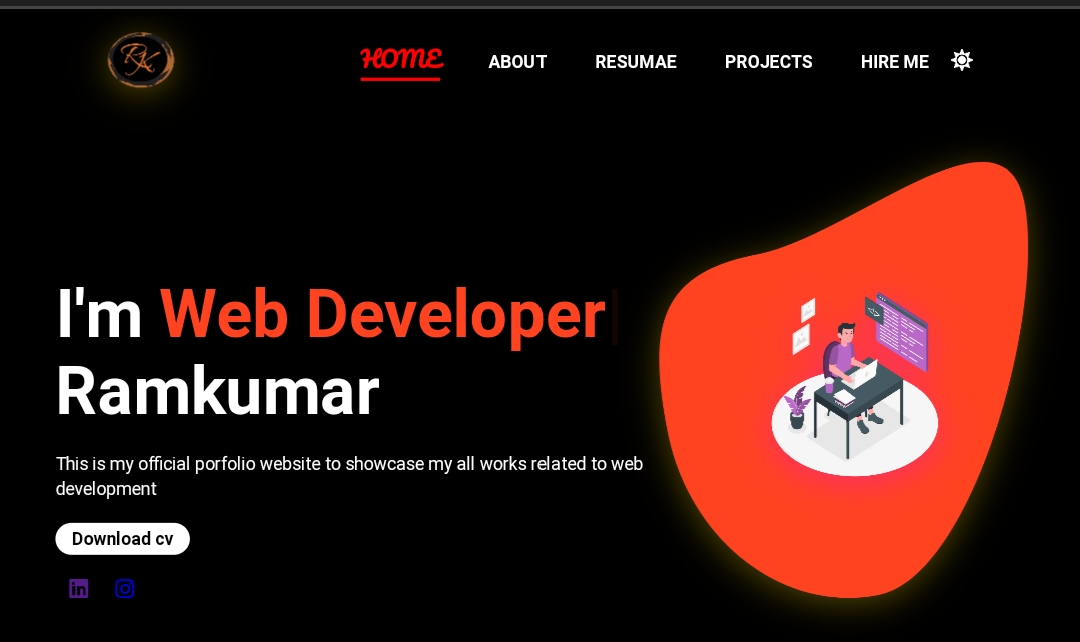 RK
HOME
ABOUT
RESUMAE
PROJECTS
HIRE ME
I'm Web Developer
Ramkumar
This is my official porfolio website to showcase my all works related to web
development
Download cv
in